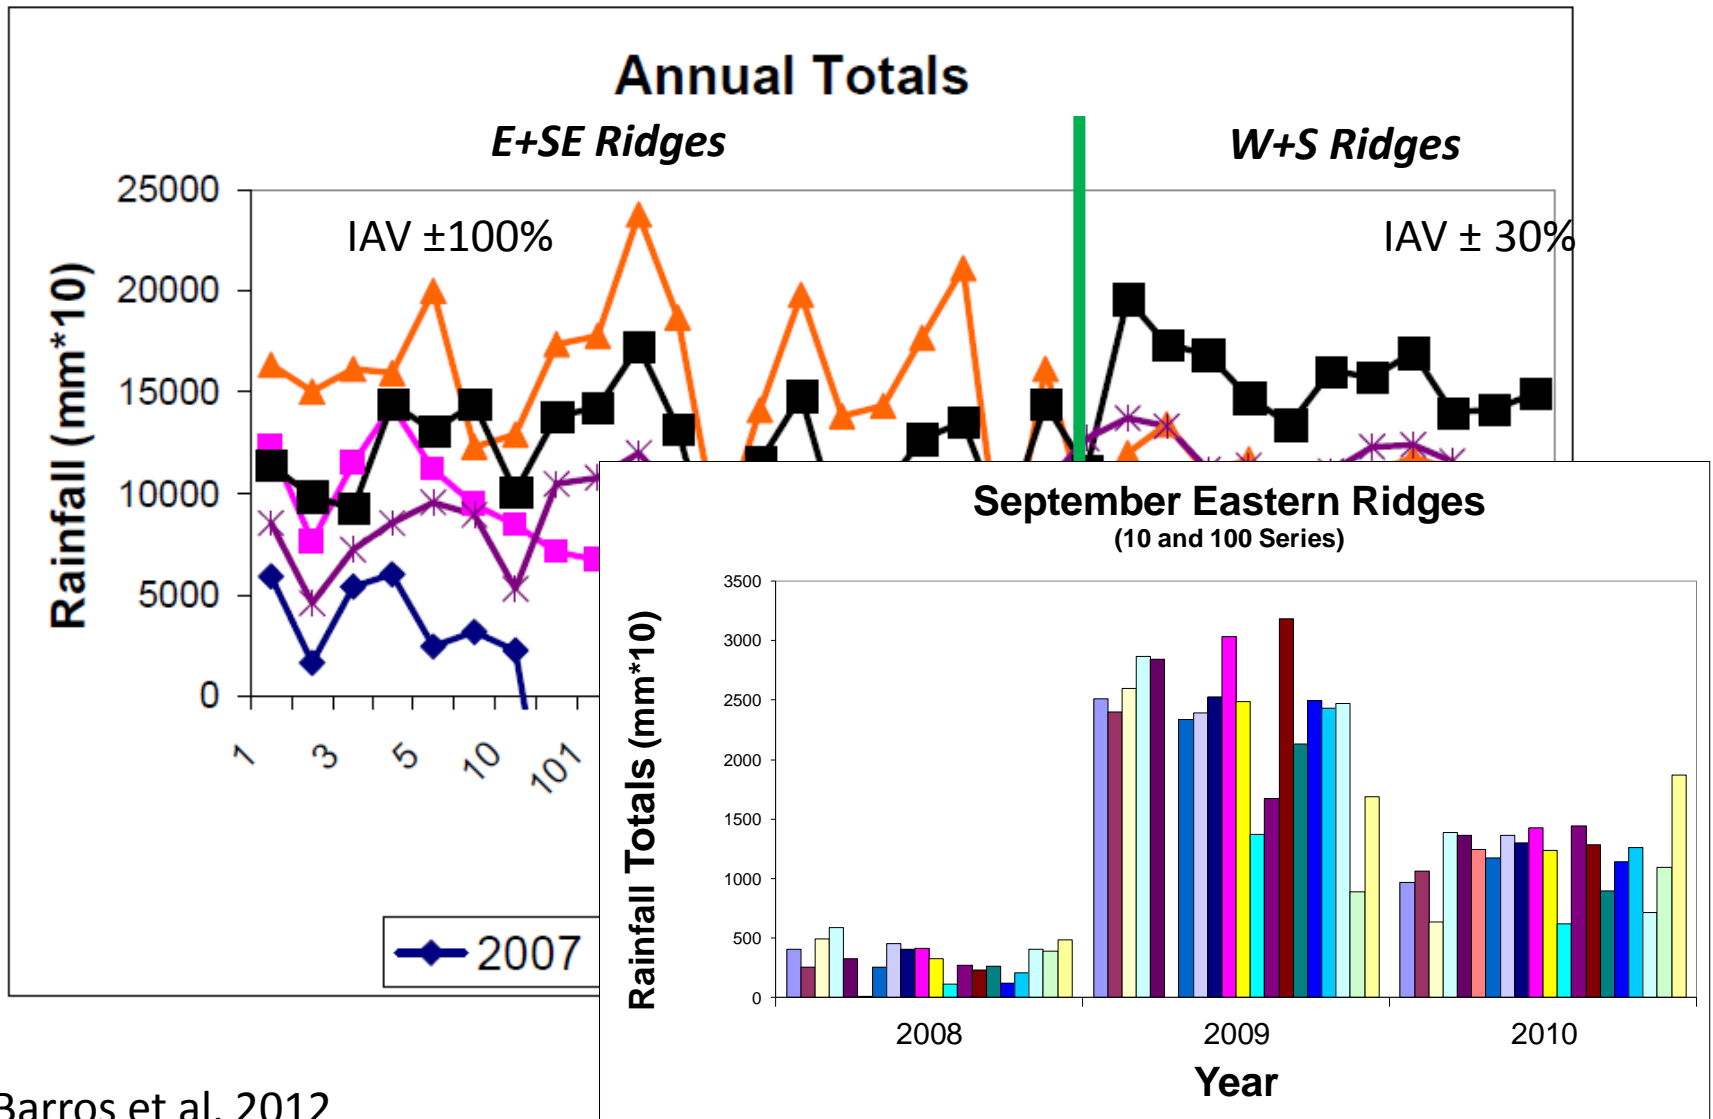 Annual Totals
E+SE Ridges
W+S Ridges
25000
IAV ±100%
IAV ± 30%
20000
15000
10000
5000
0
Rainfall (mm*10)
1
3
5
10
101
2007
September Eastern Ridges
(10 and 100 Series)
3500
3000
2500
2000
1500
1000
500
0
Rainfall Totals (mm*10)
2008
2009
2010
Year
Barros et al. 2012